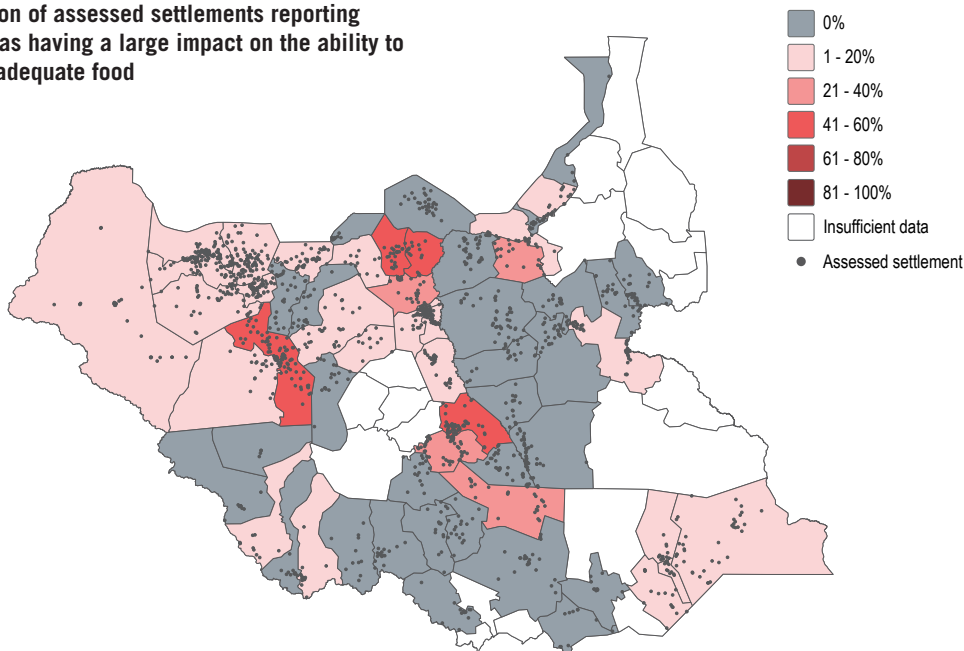 of assessed settlements reporting
as having a large impact on the ability to
adequate food
0%
1 - 20%
21 - 40%
41 - 60%
61 - 80%
81 - 100%
Insufficient data
Assessed settlement